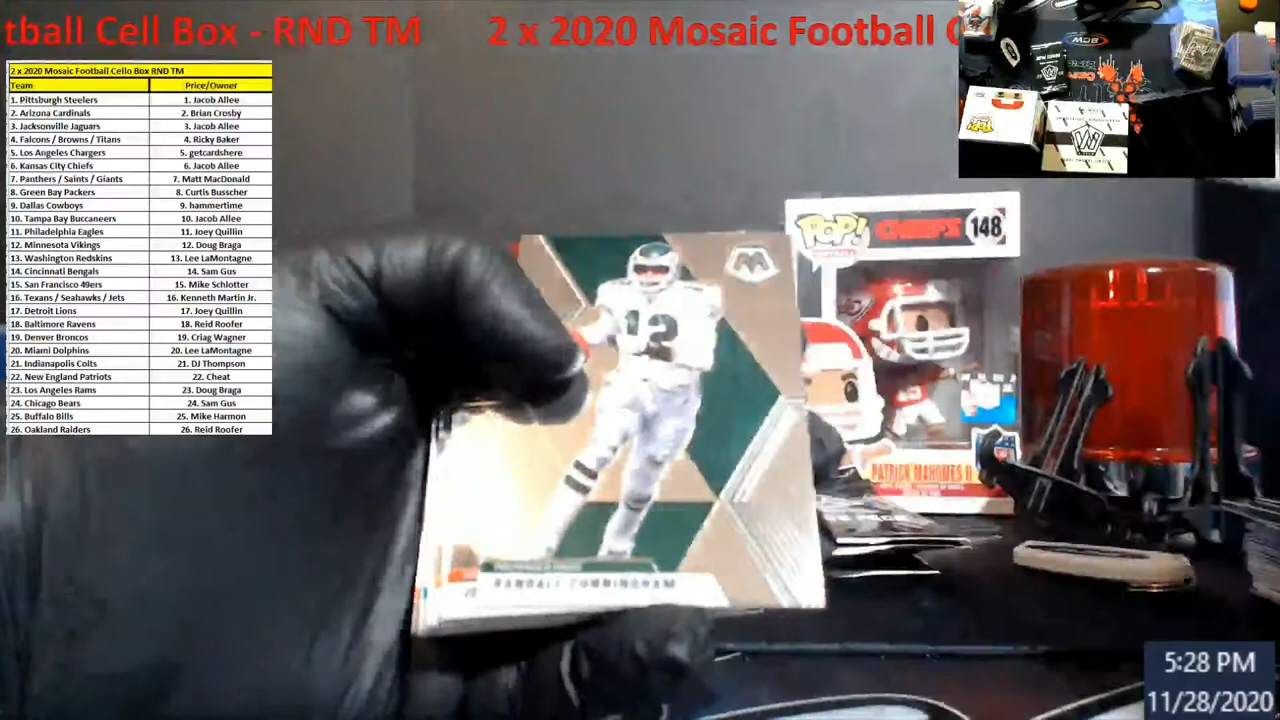 tball Cell Box - RND TM 2 x 2020 Mosaic Football C
2 x 2020 Mosaic Football Cello Box RND TM
Team Price/Owner
1. Pittsburgh Steelers 1. Jacob Allee
2. Arizona Cardinals 2. Brian Crosby
3. Jacksonville Jaguars 3. Jacob Allee
4. Falcons / Browns / Titans 4. Ricky Baker
5. Los Angeles Chargers 5. getcardshere
6. Kansas City Chiefs 6. Jacob Allee
7. Panthers / Saints / Giants 7. Matt MacDonald
8. Green Bay Packers 8. Curtis Busscher
9. Dallas Cowboys 9. hammertime
10. Tampa Bay Buccaneers 10. Jacob Allee
11. Philadelphia Eagles 11. Joey Quillin
12. Minnesota Vikings 12. Doug Braga
13. Washington Redskins 13. Lee LaMontagne
14. Cincinnati Bengals 14. Sam Gus
15. San Francisco 49ers 15. Mike Schlotter
16. Texans / Seahawks / Jets 16. Kenneth Martin Jr.
17. Detroit Lions 17. Joey Quillin
18. Baltimore Ravens 18. Reid Roofer
19. Denver Broncos 19. Criag Wagner
20. Miami Dolphins 20. Lee LaMontagne
21. Indianapolis Colts 21. DJ Thompson
22. New England Patriots 22. Cheat
23. Los Angeles Rams 23. Doug Braga
24. Chicago Bears 24. Sam Gus
25. Buffalo Bills 25. Mike Harmon
26. Oakland Raiders 26. Reid Roofer
POP! CHIEFS 148
12
RANDALL CUNNINGHAM
PATRICK MAHOMES II
NFL
5:28 PM
11/28/2020